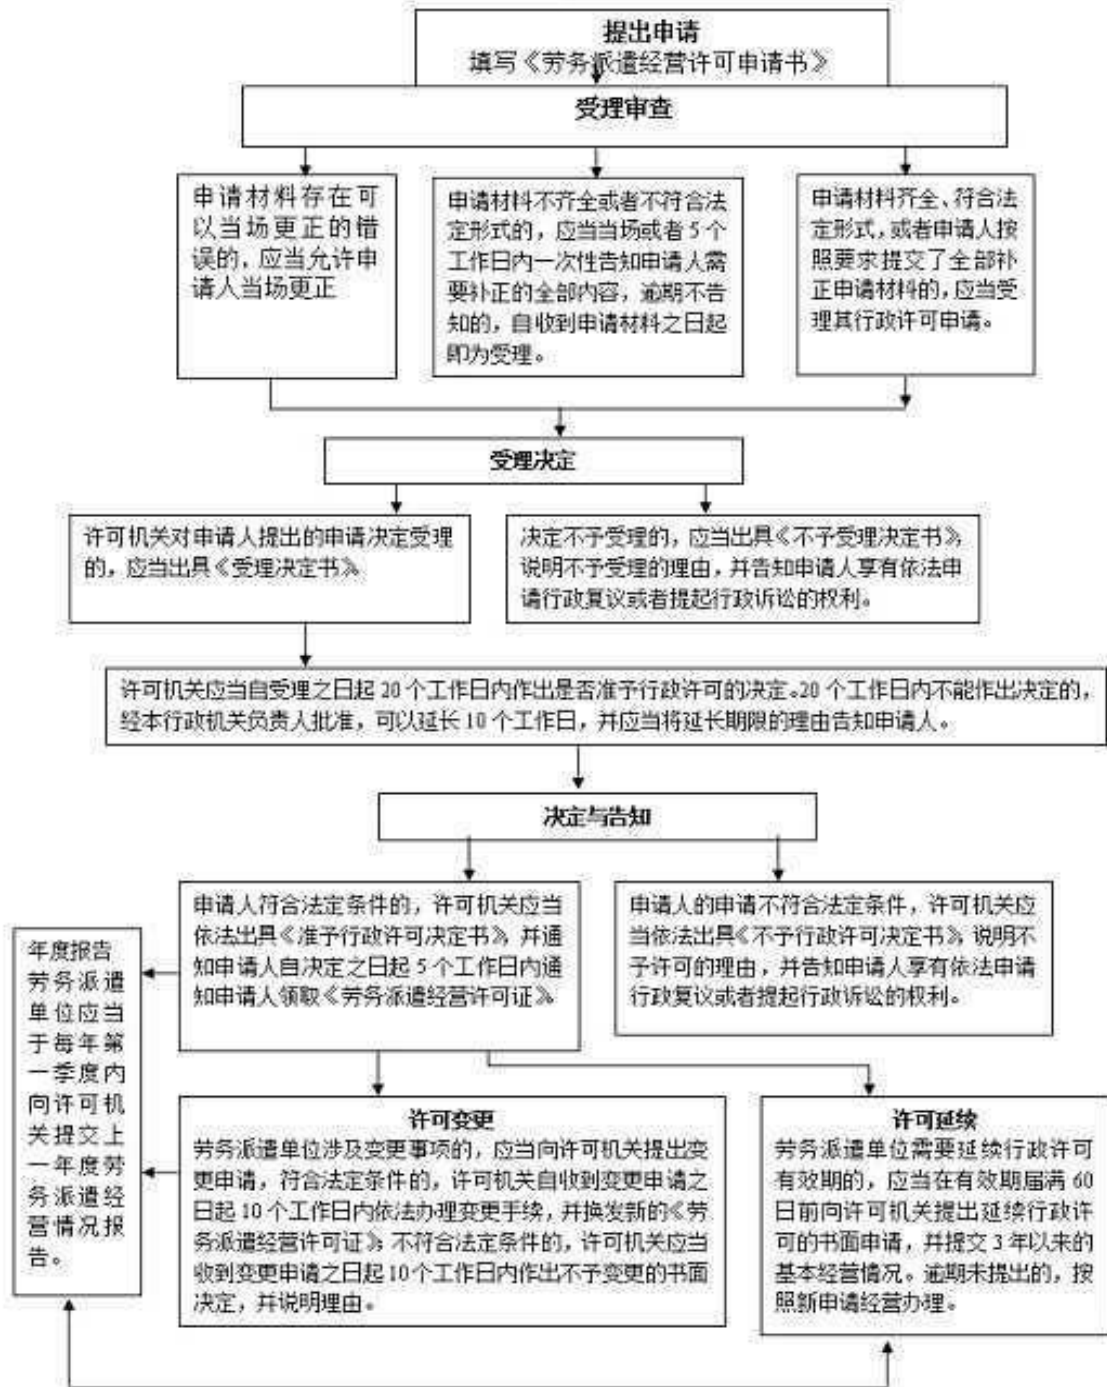 提出申请
填写《劳务派遣经营许可申请书》
受理审查
申请材料存在可
以当场更正的错
误的，应当允许申
请人当场更正
申请材料不齐全或者不符合法
定形式的，应当当场或者 5 个
工作日内一次性告知申请人需
要补正的全部内容，逾期不告
知的，自收到申请材料之日起
即为受理。
申请材料齐全、符合法
定形式，或者申请人按
照要求提交了全部补
正申请材料的，应当受
理其行政许可申请。
受理决定
许可机关对申请人提出的申请决定受理
的，应当出具《受理决定书》。
决定不予受理的，应当出具《不予受理决定书》，
说明不予受理的理由，并告知申请人享有依法申
请行政复议或者提起行政诉讼的权利。
许可机关应当自受理之日起 20 个工作日内作出是否准予行政许可的决定。20 个工作日内不能作出决定的，
经本行政机关负责人批准，可以延长 10 个工作日，并应当将延长期限的理由告知申请人。
决定与告知
申请人符合法定条件的，许可机关应当
依法出具《准予行政许可决定书》，并通
知申请人自决定之日起 5 个工作日内通
知申请人领取《劳务派遣经营许可证》。
申请人的申请不符合法定条件，许可机关应
当依法出具《不予行政许可决定书》，说明不
予许可的理由，并告知申请人享有依法申请
行政复议或者提起行政诉讼的权利。
年度报告
劳务派遣
单位应当
于每年第
一季度内
向许可机
关提交上
一年度劳
务派遣经
营情况报
告。
许可变更
劳务派遣单位涉及变更事项的，应当向许可机关提出变
更申请，符合法定条件的，许可机关自收到变更申请之
日起 10 个工作日内依法办理变更手续，并换发新的《劳
务派遣经营许可证》；不符合法定条件的，许可机关应当
收到变更申请之日起 10 个工作日内作出不予变更的书面
决定，并说明理由。
许可延续
劳务派遣单位需要延续行政许可
有效期的，应当在有效期届满 60
日前向许可机关提出延续行政许
可的书面申请，并提交 3 年以来的
基本经营情况。逾期未提出的，按
照新申请经营办理。